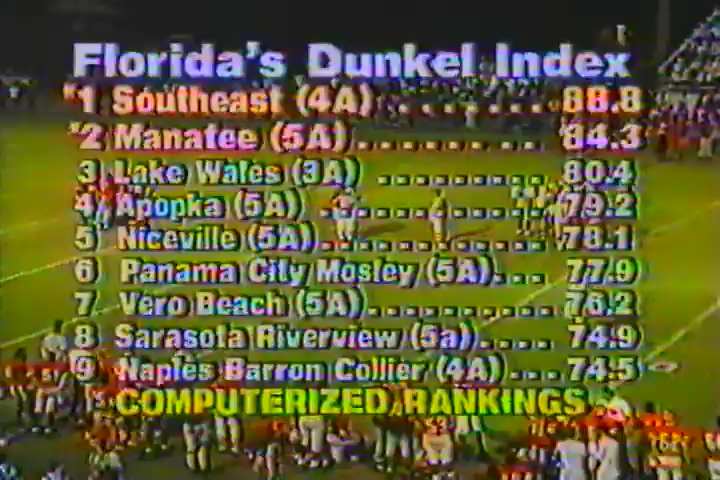 Florida's Dunkel Index
*1 Southeast (4A)........ 88.8
*2 Manatee (5A).......... 84.3
3 Lake Wales (3A) ......... 80.4
4 Apopka (5A) ........... 79.2
5 Niceville (5A)............ 78.1
6 Panama City Mosley (5A)... 77.9
7 Vero Beach (5A).......... 76.2
8 Sarasota Riverview (5a).... 74.9
9 Naples Barron Collier (4A)... 74.5
COMPUTERIZED RANKINGS